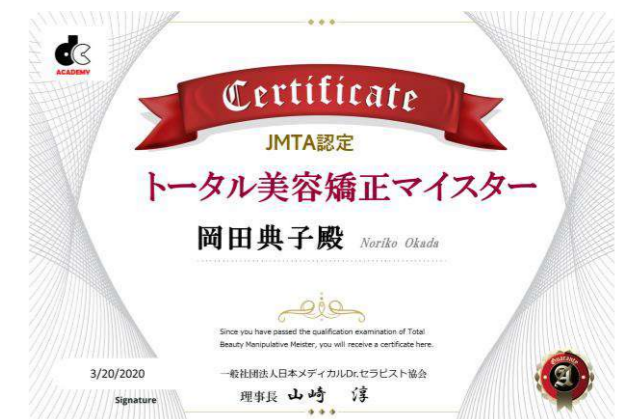 dc
ACADEMY
Certificate
JMTA認定
トータル美容矯正マイスター
岡田典子殿 Noriko Okada
Since you have passed the qualification examination of Total
Beauty Manipulative Meister, you will receive a certificate here.
3/20/2020
Signature
一般社団法人日本メディカルDr.セラピスト協会
理事長 山崎 淳
Guarante
A